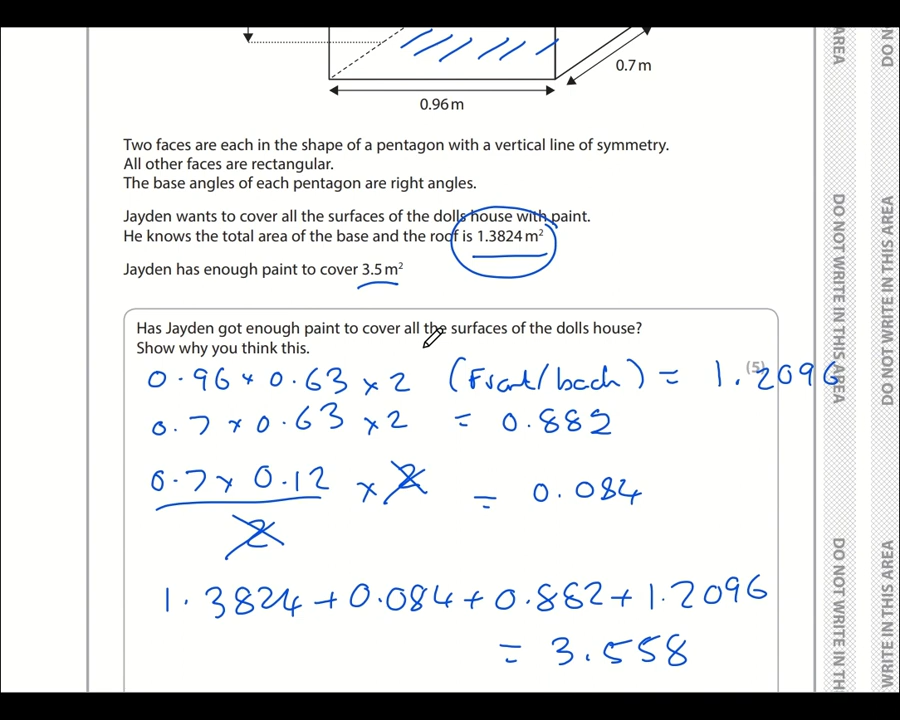 0.7 m
0.96 m
Two faces are each in the shape of a pentagon with a vertical line of symmetry.
All other faces are rectangular.
The base angles of each pentagon are right angles.
Jayden wants to cover all the surfaces of the dolls house with paint.
He knows the total area of the base and the roof is 1.3824 m²
Jayden has enough paint to cover 3.5 m²
Has Jayden got enough paint to cover all the surfaces of the dolls house?
Show why you think this.
(5)
0.96 × 0.63 × 2 (Front/back) = 1.2096
0.7 × 0.63 × 2 = 0.882
0.7 × 0.12 × 2 = 0.084
2
1.3824 + 0.084 + 0.882 + 1.2096
= 3.558
AREA
DO NOT WRITE IN THIS AREA
DO NOT WRITE IN TH
DO N
DO NOT WRITE IN THIS AREA
WRITE IN THIS AREA